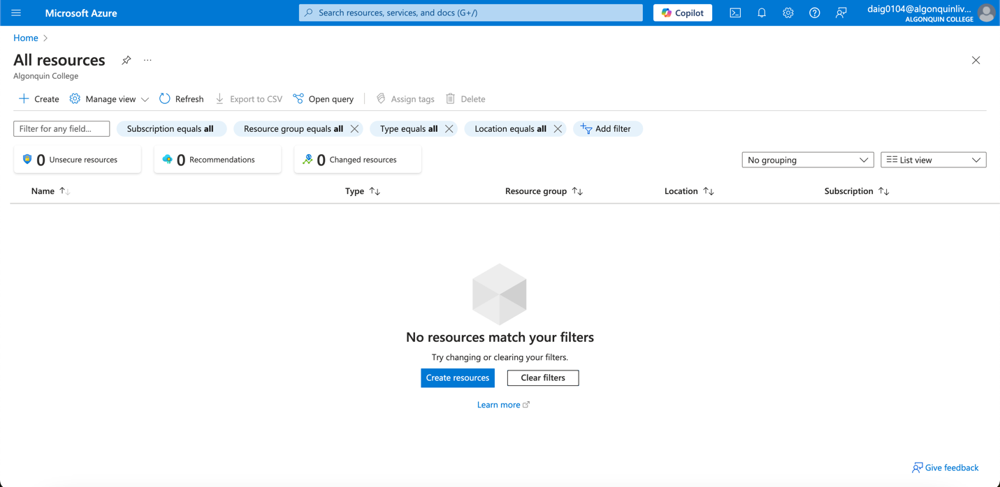 Microsoft Azure
Search resources, services, and docs (G+/)
Copilot
daig0104@algonquinliv...
ALGONQUIN COLLEGE
Home
All resources
...
Algonquin College
Create
Manage view
Refresh
Export to CSV
Open query
Assign tags
Delete
Filter for any field...
Subscription equals all
Resource group equals all
Type equals all
Location equals all
Add filter
0 Unsecure resources
0 Recommendations
0 Changed resources
No grouping
List view
Name
Type
Resource group
Location
Subscription
No resources match your filters
Try changing or clearing your filters.
Create resources
Clear filters
Learn more
Give feedback